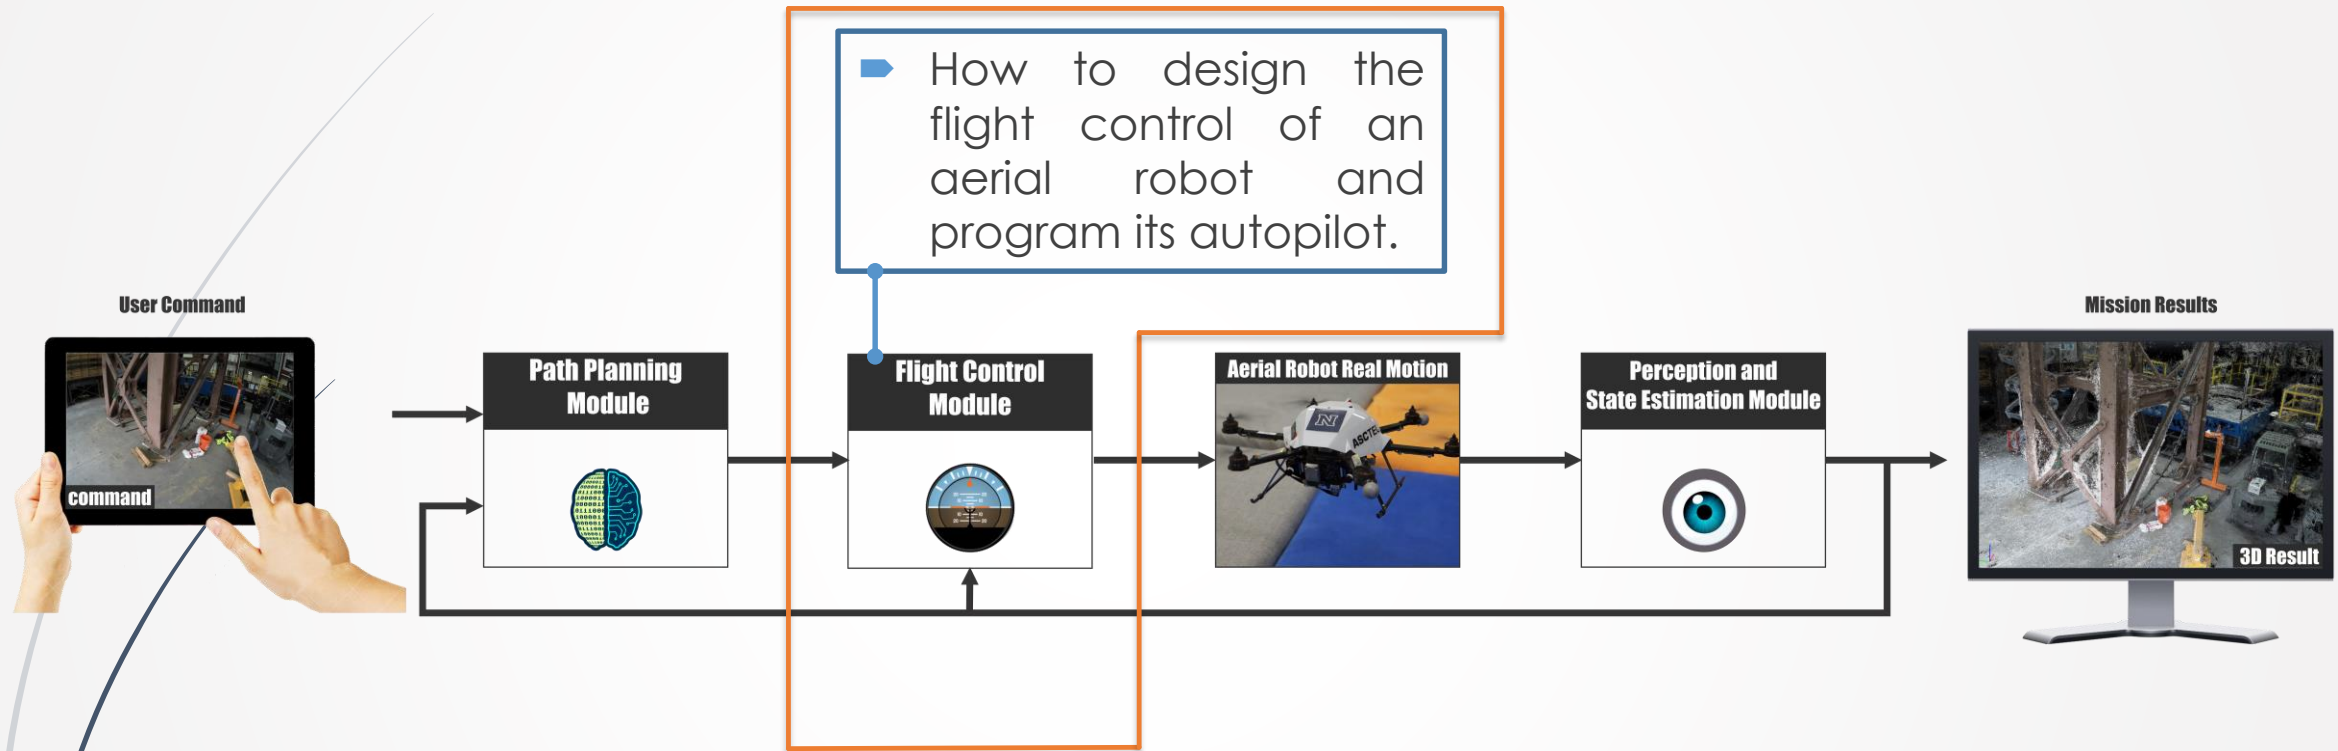 How to design the
flight control of an
aerial robot and
program its autopilot.
User Command
command
Path Planning
Module
Flight Control
Module
Aerial Robot Real Motion
N
ASCTEC
Perception and
State Estimation Module
Mission Results
3D Result